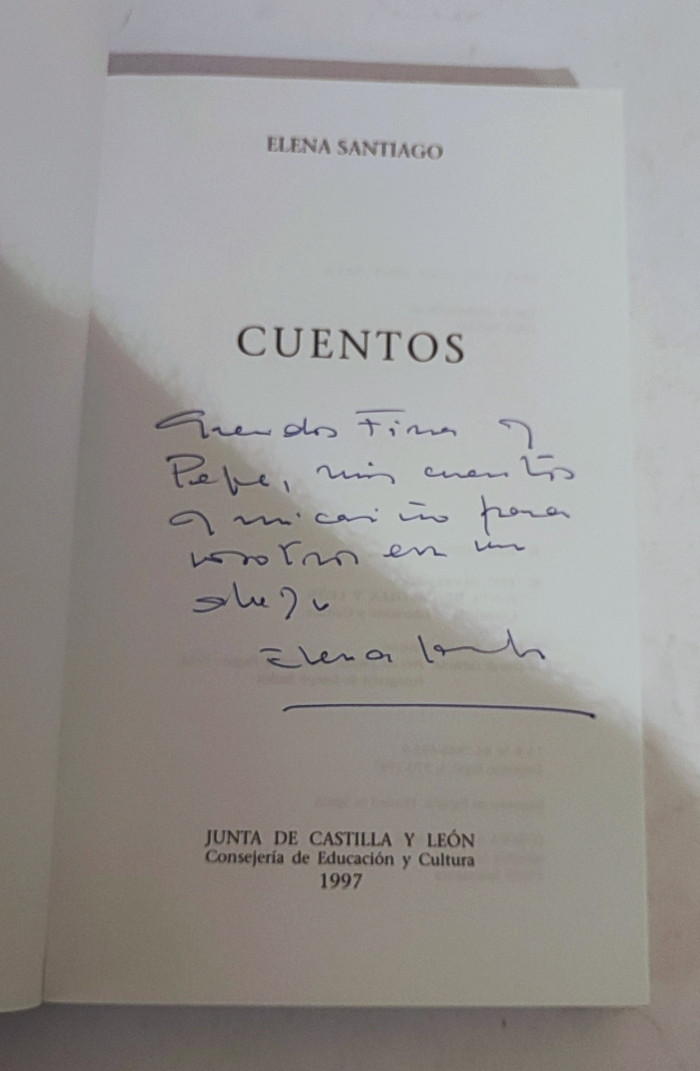 ELENA SANTIAGO
CUENTOS
Queridos Fina y
Pepe, mis cuentos
y mi cariño para
vosotros en un
Elena
JUNTA DE CASTILLA Y LEÓN
Consejería de Educación y Cultura
1997